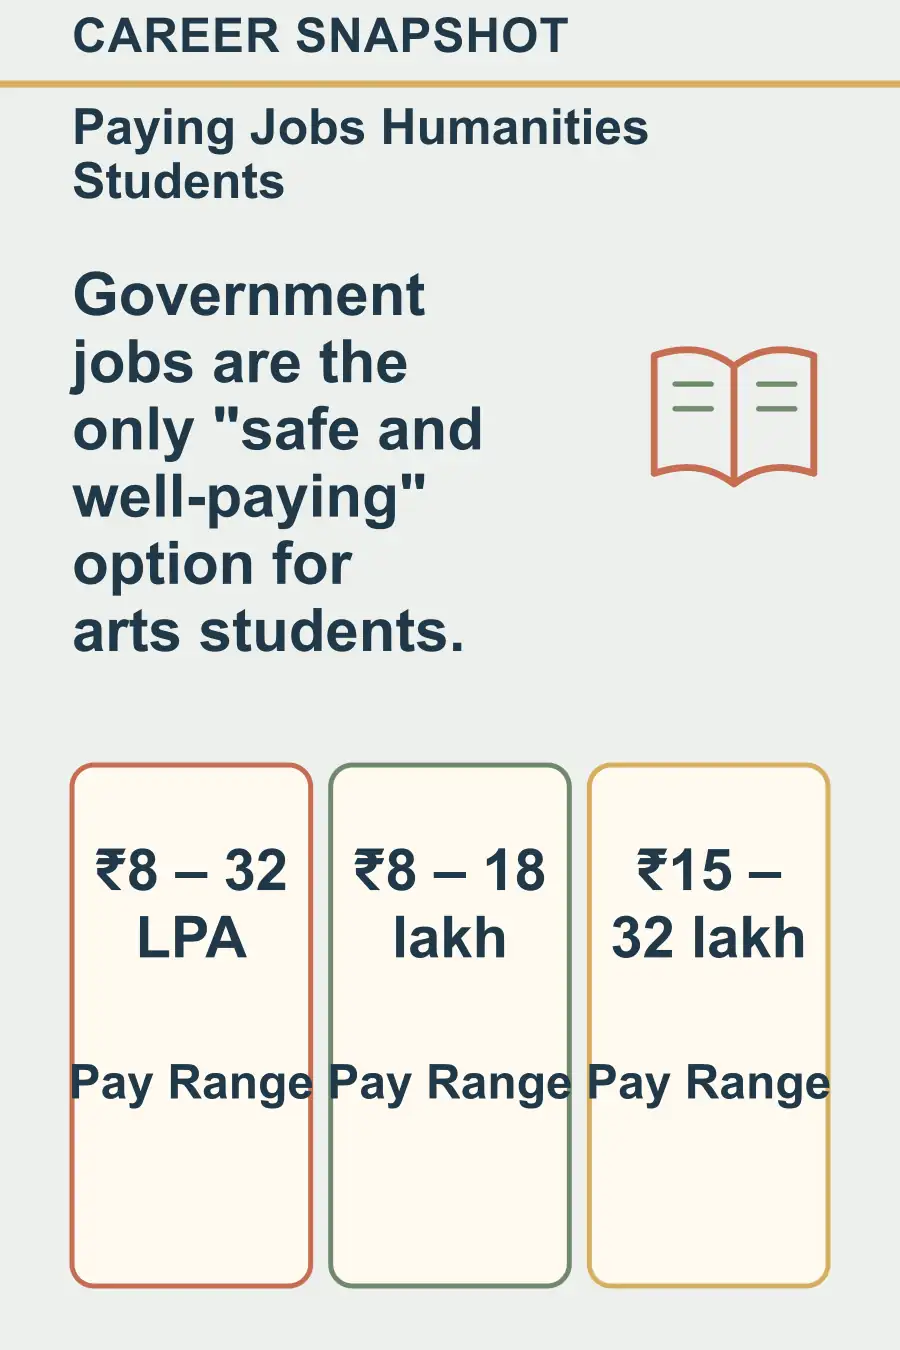 CAREER SNAPSHOT
Paying Jobs Humanities
Students
Government
jobs are the
only "safe and
well-paying"
option for
arts students.
₹8 – 32
LPA
Pay Range
₹8 – 18
lakh
Pay Range
₹15 –
32 lakh
Pay Range